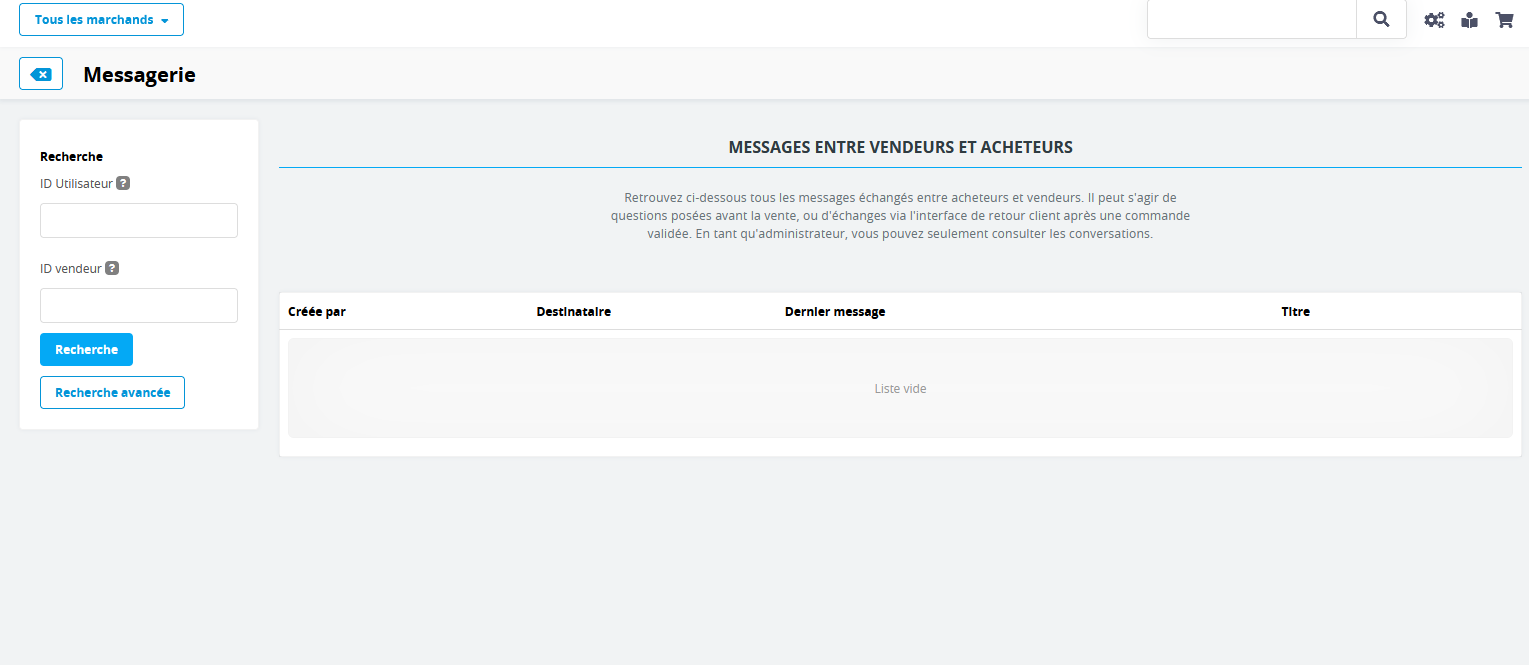 Tous les marchands
Messagerie
Recherche
ID Utilisateur ?
ID vendeur ?
Recherche
Recherche avancée
MESSAGES ENTRE VENDEURS ET ACHETEURS
Retrouvez ci-dessous tous les messages échangés entre acheteurs et vendeurs. Il peut s'agir de
questions posées avant la vente, ou d'échanges via l'interface de retour client après une commande
validée. En tant qu'administrateur, vous pouvez seulement consulter les conversations.
Créée par Destinataire Dernier message Titre
Liste vide